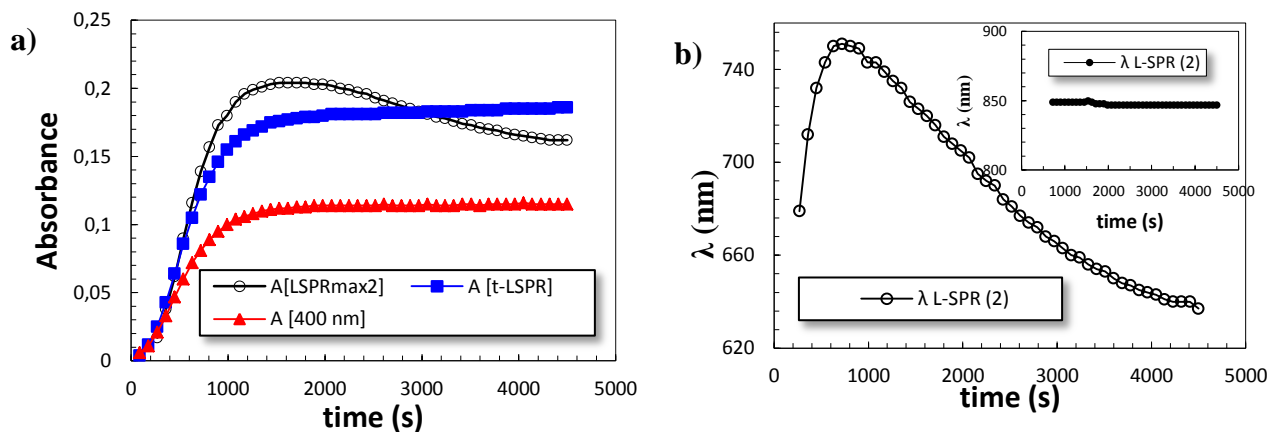 a)
0,25
0,2
0,15
0,1
0,05
0
Absorbance
A[LSPRmax2]
A [t-LSPR]
A [400 nm]
0 1000 2000 3000 4000 5000
time (s)
b)
740
700
660
620
λ (nm)
λ L-SPR (2)
0 1000 2000 3000 4000 5000
time (s)
900
850
800
λ (nm)
λ L-SPR (2)
0 1000 2000 3000 4000 5000
time (s)